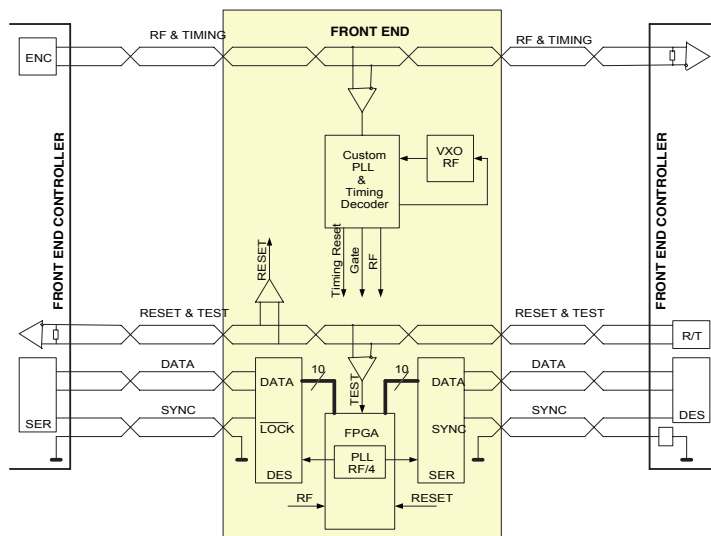 RF & TIMING
FRONT END
RF & TIMING
ENC
FRONT END CONTROLLER
FRONT END CONTROLLER
Custom
PLL
&
Timing
Decoder
VXO
RF
Timing Reset
Gate
RF
RESET
RESET & TEST
RESET & TEST
R/T
DATA
DATA
10
10
DATA
DATA
TEST
SER
SYNC
SYNC
DES
LOCK
FPGA
SYNC
PLL
RF/4
DES
SER
RF
RESET